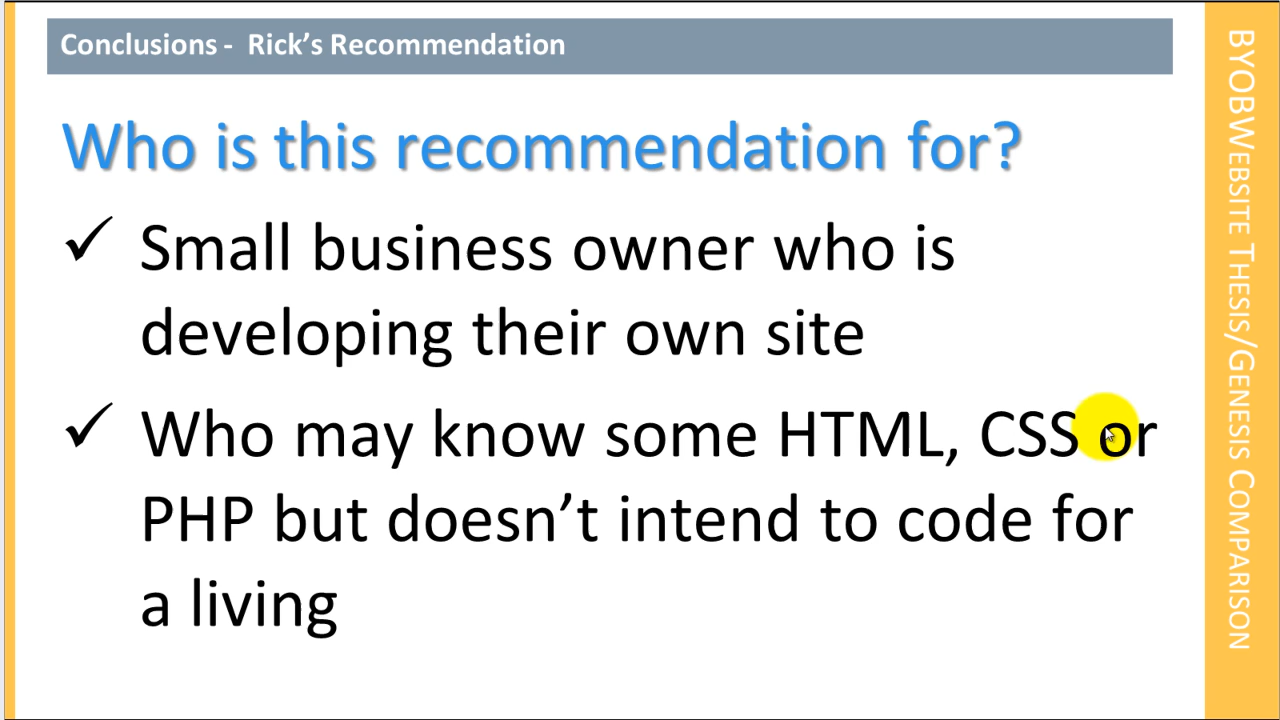 Conclusions - Rick’s Recommendation
Who is this recommendation for?
✓ Small business owner who is
developing their own site
✓ Who may know some HTML, CSS or
PHP but doesn’t intend to code for
a living
BYOBWebsite Thesis/Genesis Comparison